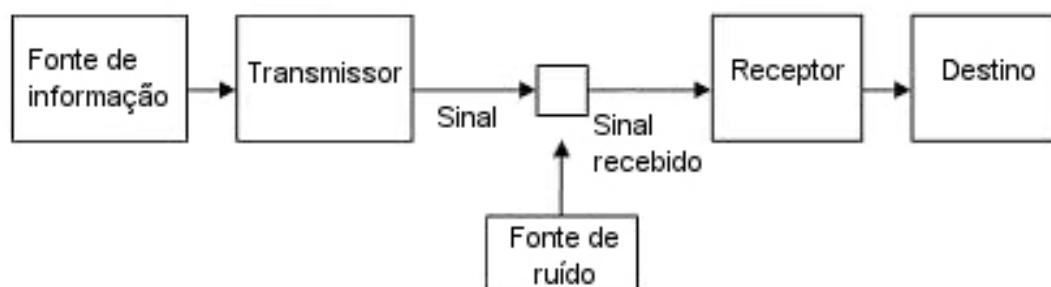 Fonte de
informação
Transmissor
Sinal
Sinal
recebido
Receptor
Destino
Fonte de
ruído